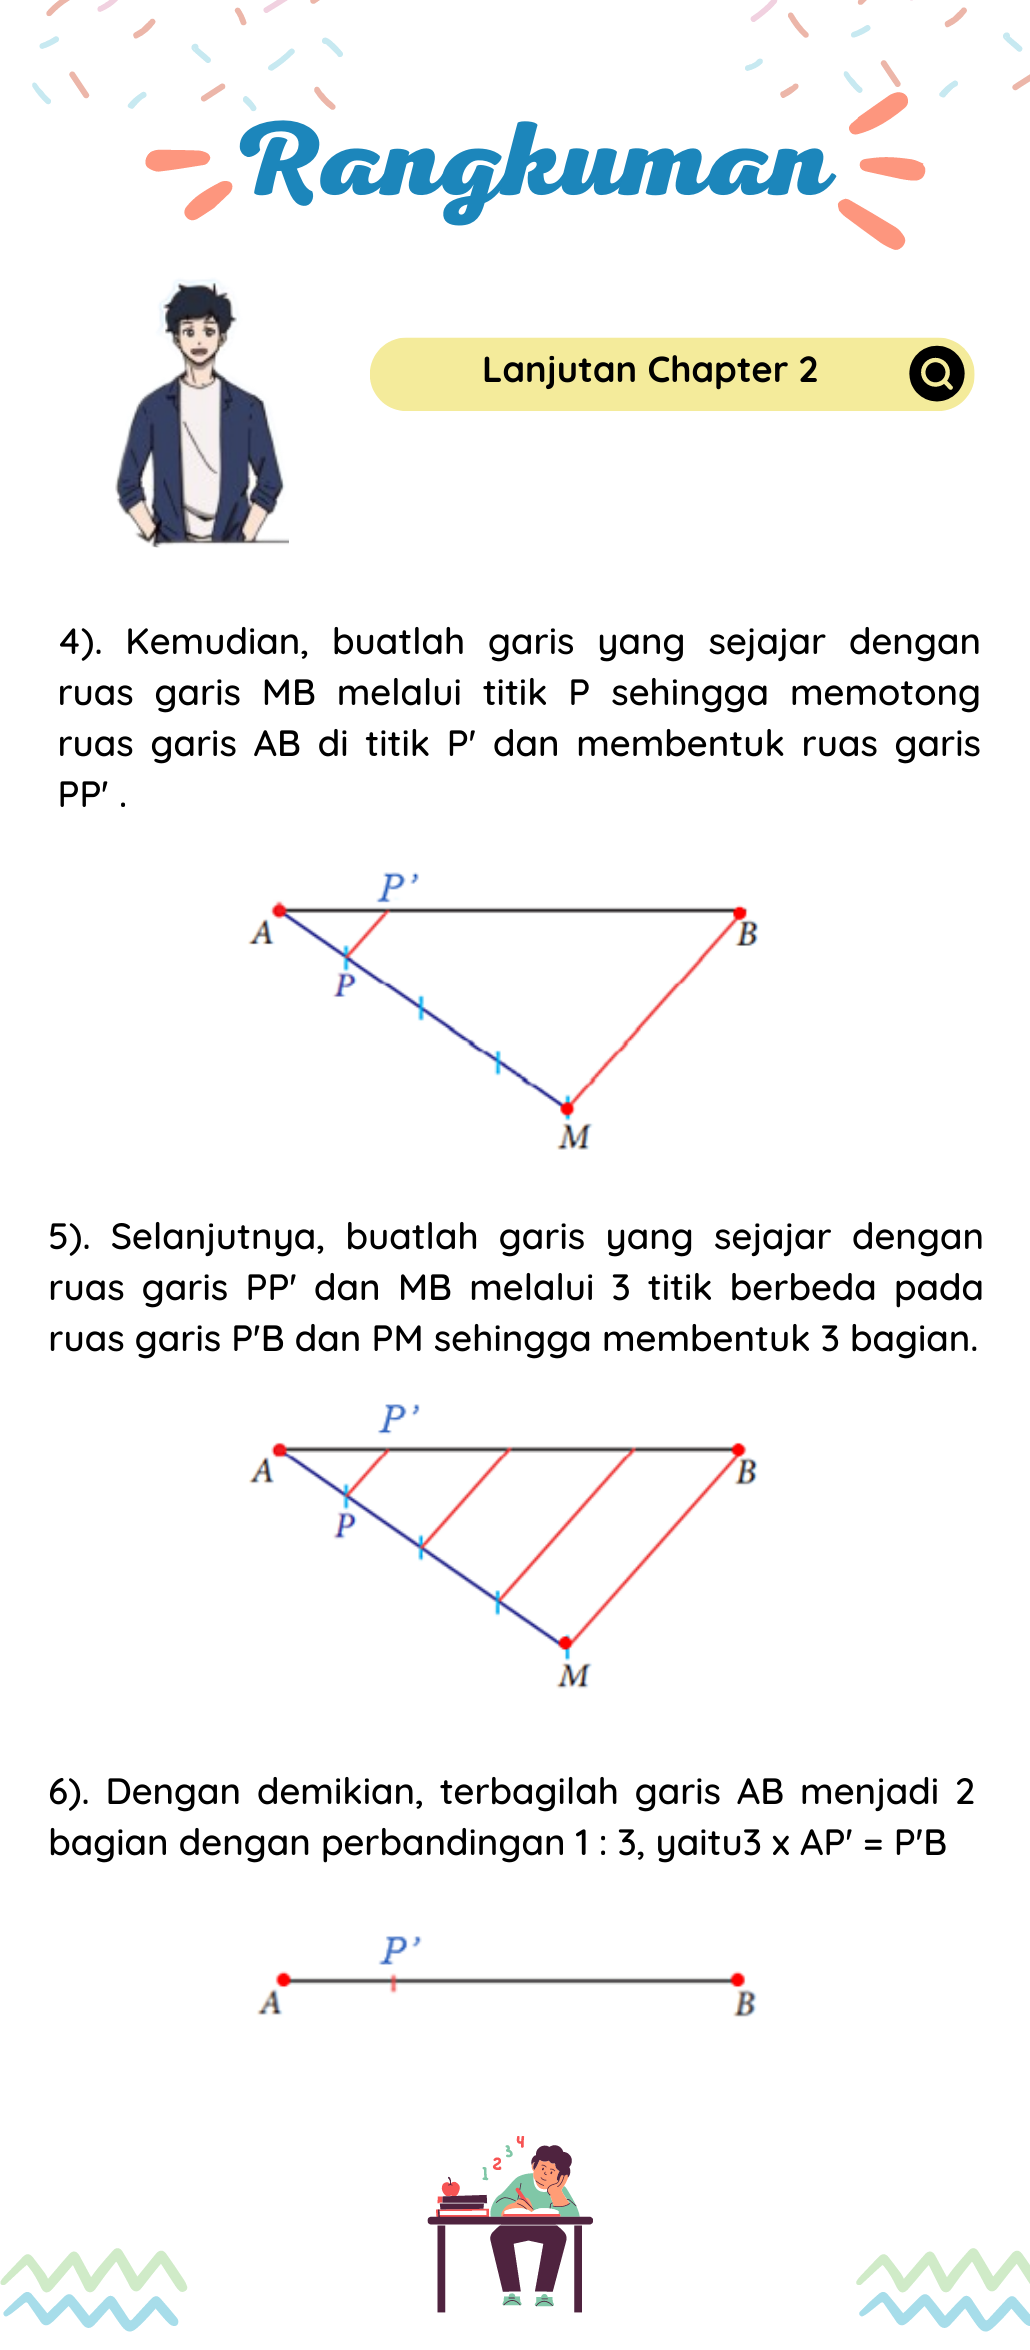 Rangkuman
Lanjutan Chapter 2
4). Kemudian, buatlah garis yang sejajar dengan
ruas garis MB melalui titik P sehingga memotong
ruas garis AB di titik P' dan membentuk ruas garis
PP' .
P’
A
B
P
M
5). Selanjutnya, buatlah garis yang sejajar dengan
ruas garis PP' dan MB melalui 3 titik berbeda pada
ruas garis P'B dan PM sehingga membentuk 3 bagian.
P’
A
B
P
M
6). Dengan demikian, terbagilah garis AB menjadi 2
bagian dengan perbandingan 1 : 3, yaitu3 x AP' = P'B
P’
A
B
1 2 3 4